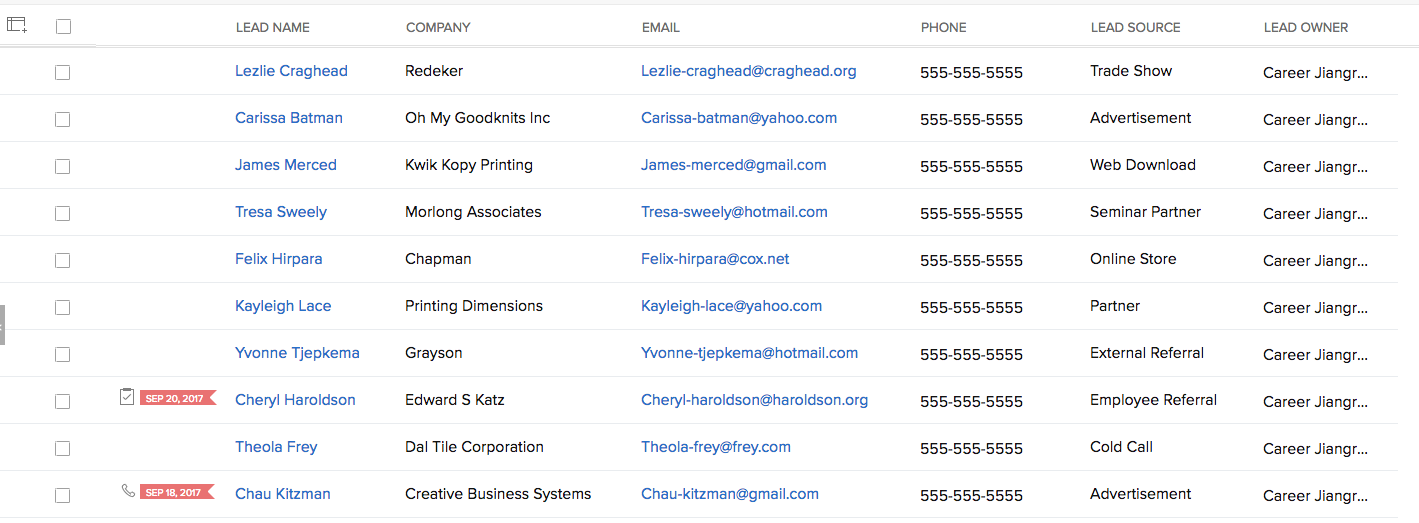 LEAD NAME COMPANY EMAIL PHONE LEAD SOURCE LEAD OWNER
Lezlie Craghead Redeker Lezlie-craghead@craghead.org 555-555-5555 Trade Show Career Jiangr...
Carissa Batman Oh My Goodknits Inc Carissa-batman@yahoo.com 555-555-5555 Advertisement Career Jiangr...
James Merced Kwik Kopy Printing James-merced@gmail.com 555-555-5555 Web Download Career Jiangr...
Tresa Sweely Morlong Associates Tresa-sweely@hotmail.com 555-555-5555 Seminar Partner Career Jiangr...
Felix Hirpara Chapman Felix-hirpara@cox.net 555-555-5555 Online Store Career Jiangr...
Kayleigh Lace Printing Dimensions Kayleigh-lace@yahoo.com 555-555-5555 Partner Career Jiangr...
Yvonne Tjepkema Grayson Yvonne-tjepkema@hotmail.com 555-555-5555 External Referral Career Jiangr...
SEP 20, 2017 Cheryl Haroldson Edward S Katz Cheryl-haroldson@haroldson.org 555-555-5555 Employee Referral Career Jiangr...
Theola Frey Dal Tile Corporation Theola-frey@frey.com 555-555-5555 Cold Call Career Jiangr...
SEP 18, 2017 Chau Kitzman Creative Business Systems Chau-kitzman@gmail.com 555-555-5555 Advertisement Career Jiangr...